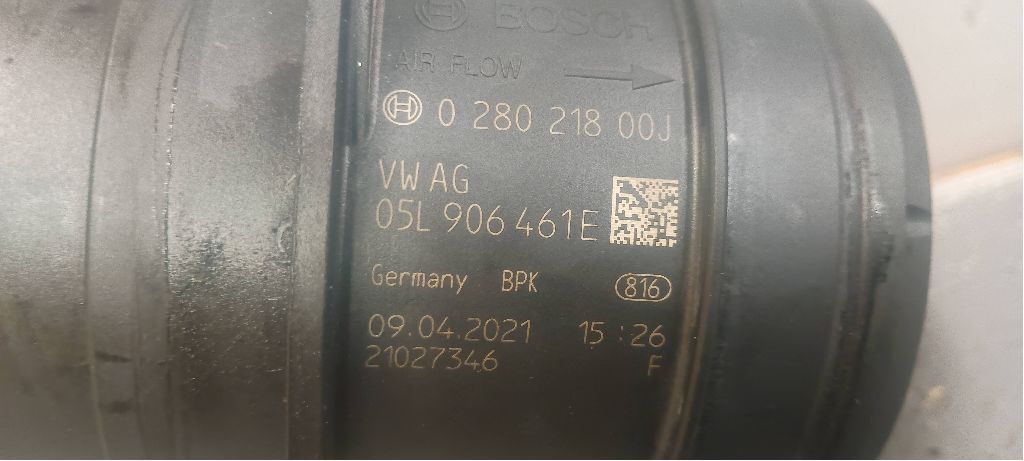 BOSCH
AIR FLOW
0 280 218 00J
VW AG
05L 906 461E
Germany BPK 816
09.04.2021 15:26
21027346 F